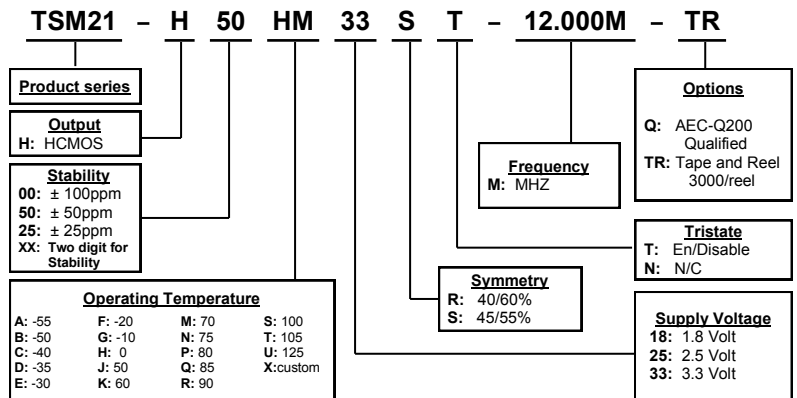 TSM21 – H 50 HM 33 S T – 12.000M – TR
Product series
Output
H: HCMOS
Stability
00: ± 100ppm
50: ± 50ppm
25: ± 25ppm
XX: Two digit for
Stability
Operating Temperature
A: -55 F: -20 M: 70 S: 100
B: -50 G: -10 N: 75 T: 105
C: -40 H: 0 P: 80 U: 125
D: -35 J: 50 Q: 85 X:custom
E: -30 K: 60 R: 90
Frequency
M: MHZ
Symmetry
R: 40/60%
S: 45/55%
Options
Q: AEC-Q200
Qualified
TR: Tape and Reel
3000/reel
Tristate
T: En/Disable
N: N/C
Supply Voltage
18: 1.8 Volt
25: 2.5 Volt
33: 3.3 Volt